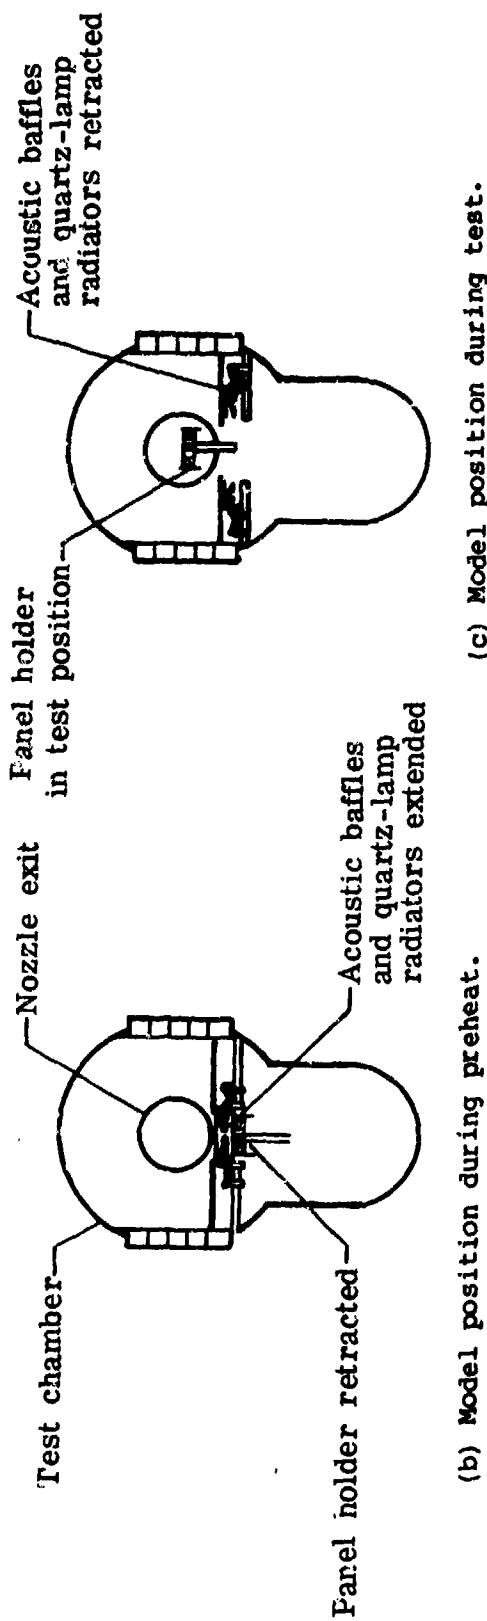 Test chamber
Nozzle exit
Panel holder retracted
Acoustic baffles
and quartz-lamp
radiators extended
(b) Model position during preheat.
Panel holder
in test position
Acoustic baffles
and quartz-lamp
radiators retracted
(c) Model position during test.